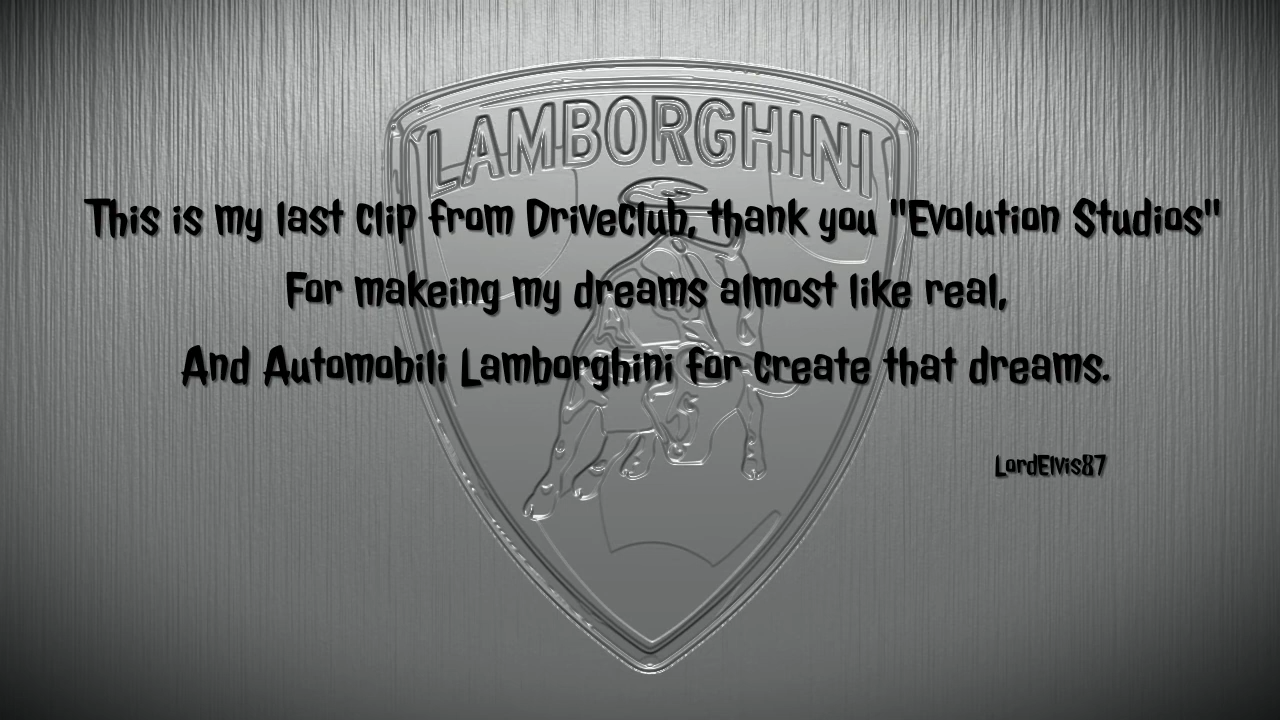 LAMBORGHINI
This is my last clip from DriveClub, thank you "Evolution Studios"
For makeing my dreams almost like real,
And Automobili Lamborghini for create that dreams.
LordElvis87